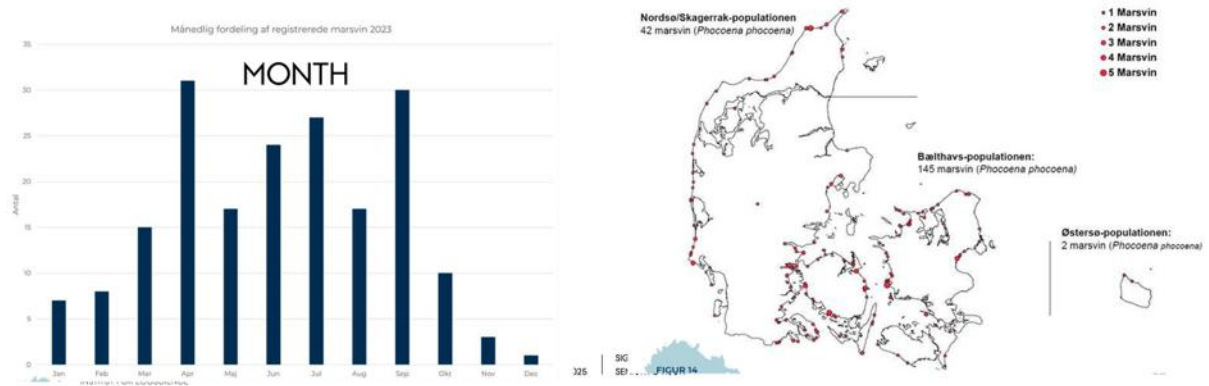 Månedlig fordeling af registrerede marsvin 2023
MONTH
35
30
25
20
15
10
5
0
Antal
Jan Feb Mar Apr Maj Jun Jul Aug Sep Okt Nov Dec
Nordsø/Skagerrak-populationen
42 marsvin (Phocoena phocoena)
1 Marsvin
2 Marsvin
3 Marsvin
4 Marsvin
5 Marsvin
Bælthavs-populationen:
145 marsvin (Phocoena phocoena)
Østersø-populationen:
2 marsvin (Phocoena phocoena)
FIGUR 14